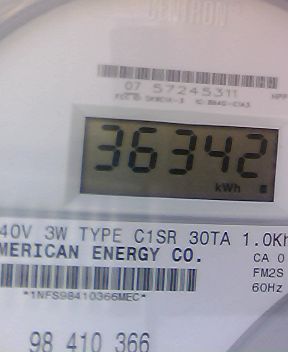 CENTRON
07 57245311
36342
kWh
40V 3W TYPE C1SR 30TA 1.0Kh
MERICAN ENERGY CO.
CA 0
FM2S
60Hz
*1NFS98410366MEC*
98 410 366